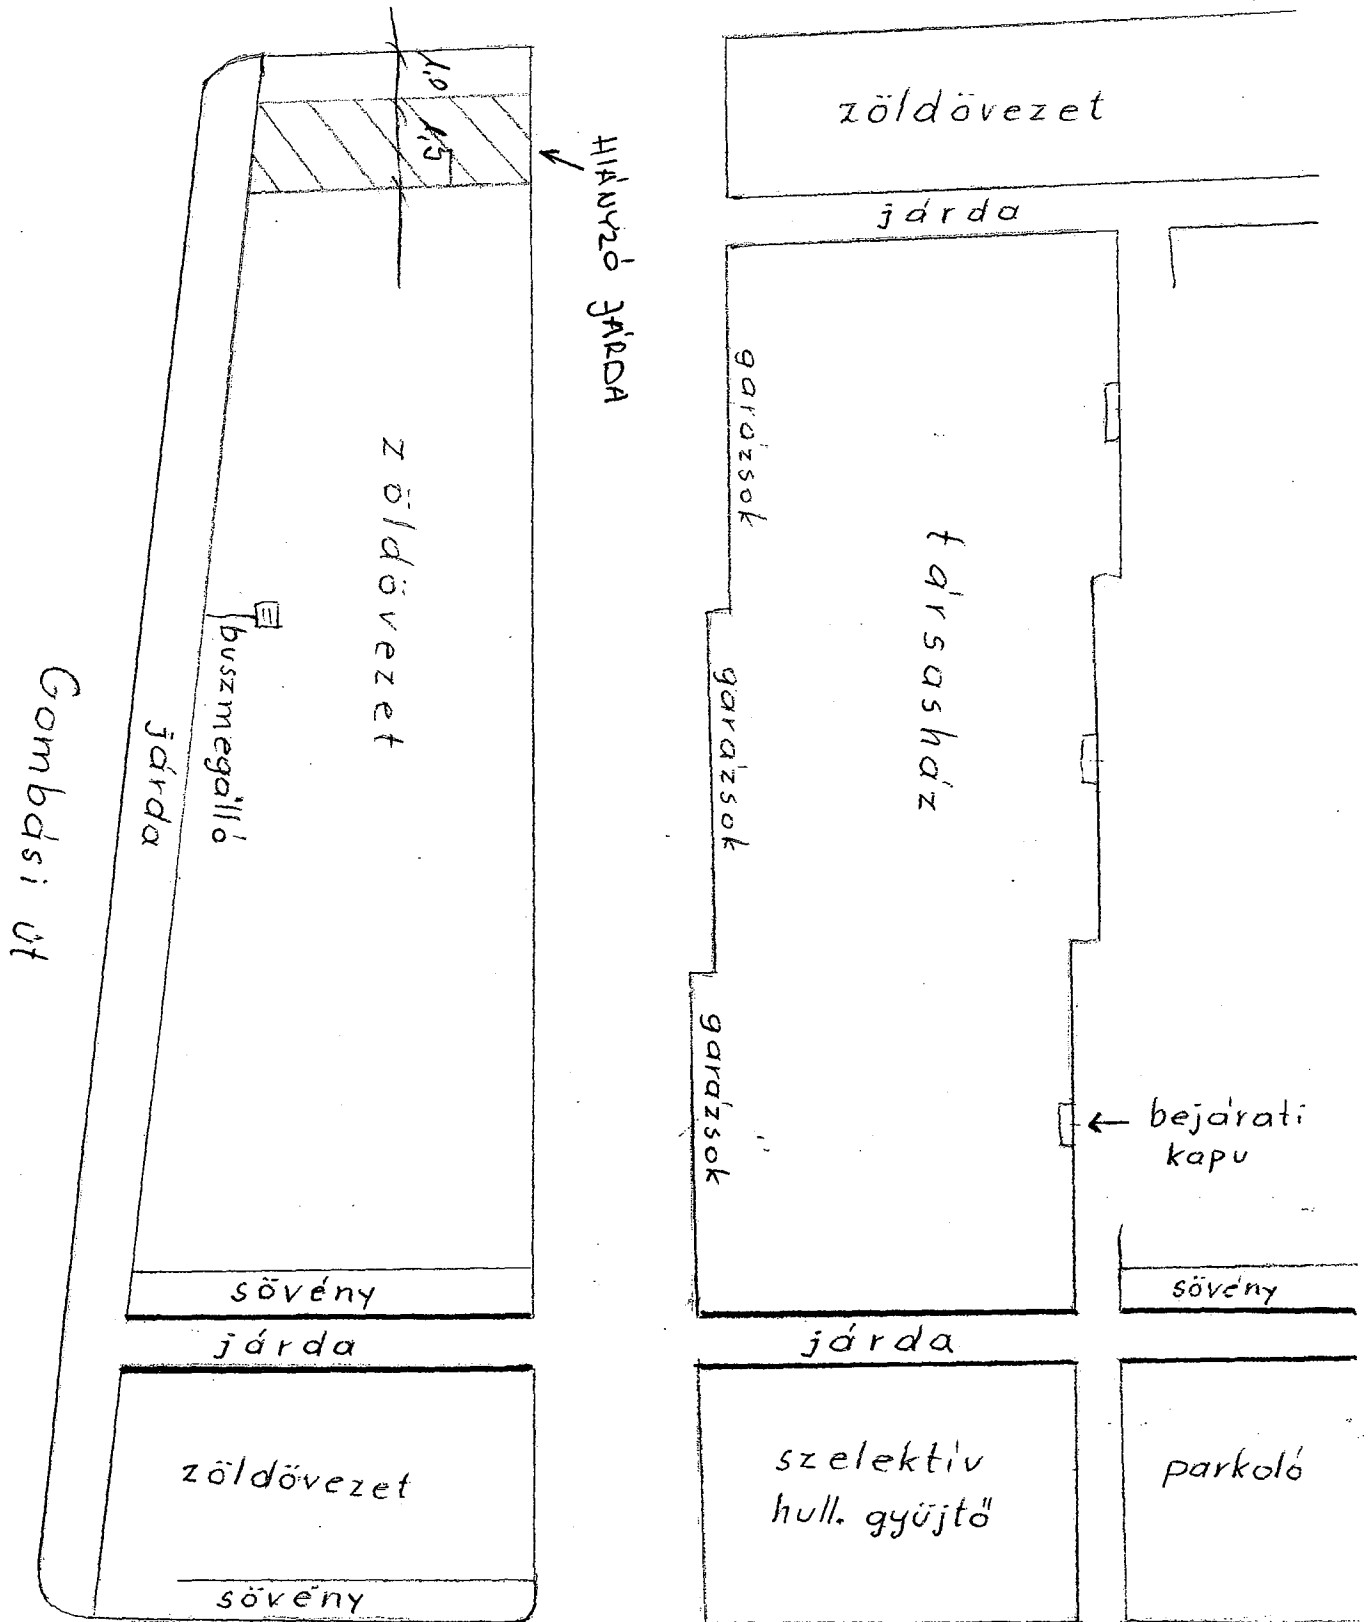 zöldövezet
járda
1,0
1,5
HIÁNYZÓ JÁRDA
garázsok
zöldövezet
társasház
buszmegálló
garázsok
járda
Gombási út
garázsok
bejárati
kapu
sövény
sövény
járda
járda
zöldövezet
szelektív
hull. gyüjtő
parkoló
sövény